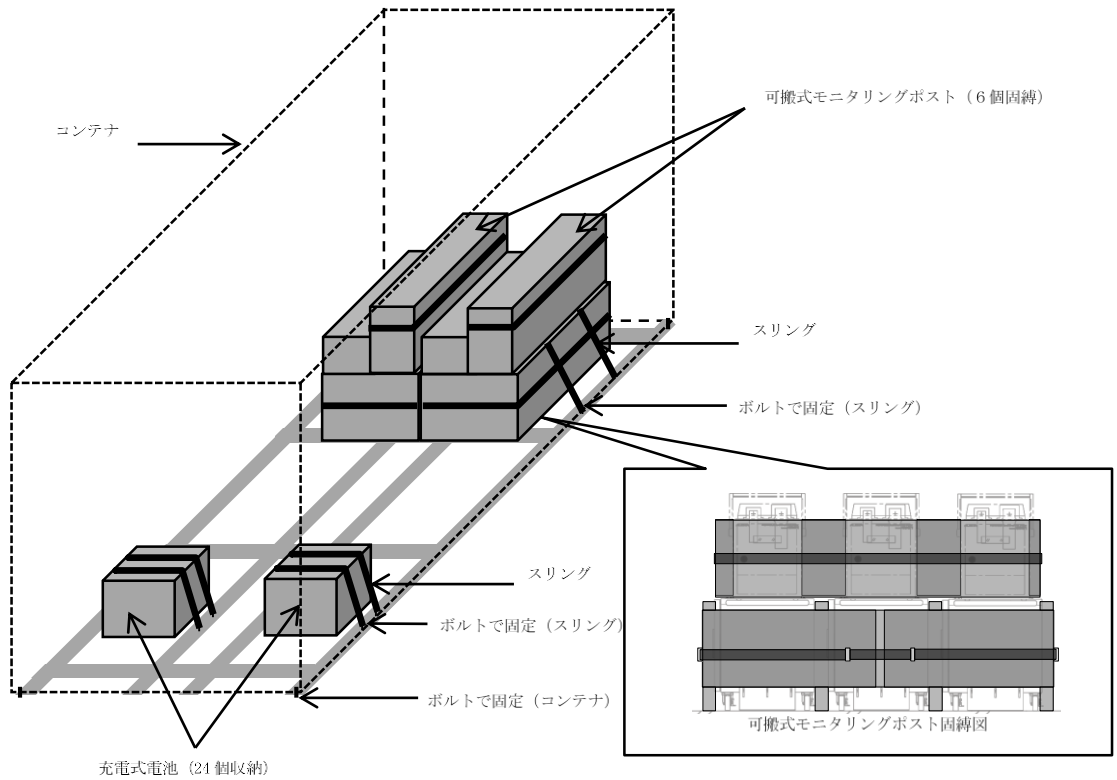 可搬式モニタリングポスト（６個固縛）
コンテナ
スリング
ボルトで固定（スリング）
スリング
ボルトで固定（スリング）
ボルトで固定（コンテナ）
可搬式モニタリングポスト固縛図
充電式電池（24個収納）